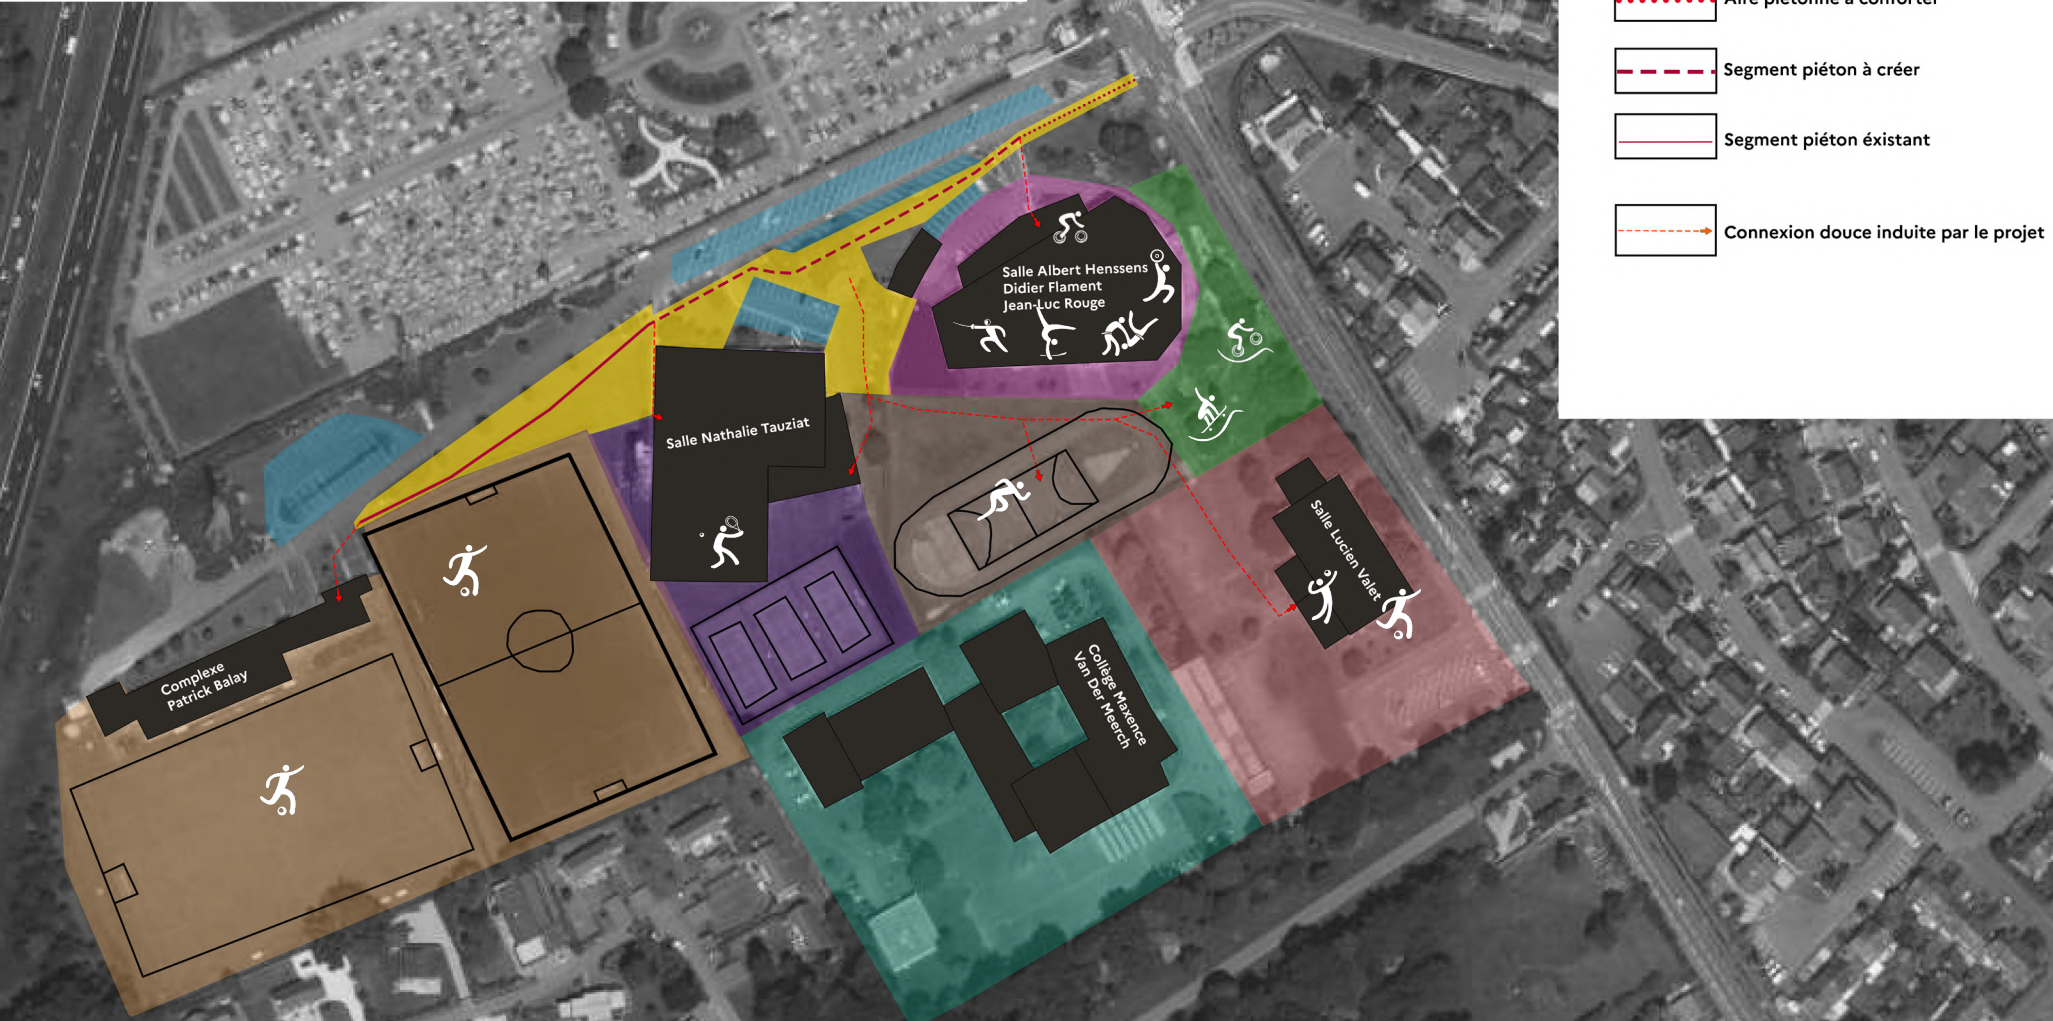 Aire piétonne à conforter
Segment piéton à créer
Segment piéton éxistant
Connexion douce induite par le projet
Salle Albert Henssens
Didier Flament
Jean-Luc Rouge
Salle Nathalie Tauziat
Salle Lucien Valet
Complexe
Patrick Balay
Collège Maxence
Van Der Meerch